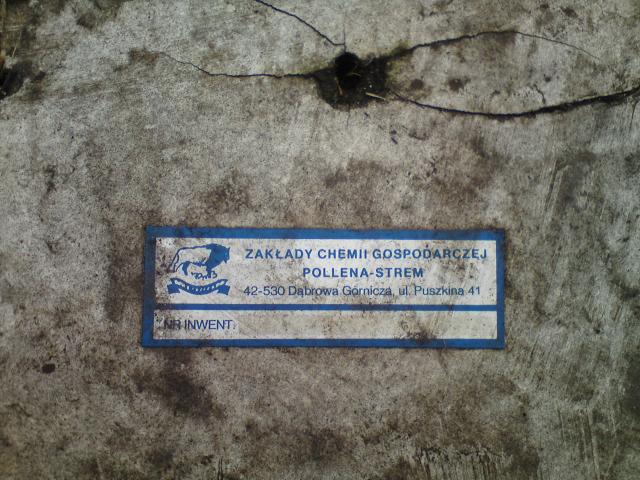 ZAKŁADY CHEMII GOSPODARCZEJ
POLLENA-STREM
42-530 Dąbrowa Górnicza, ul. Puszkina 41
NR INWENT.